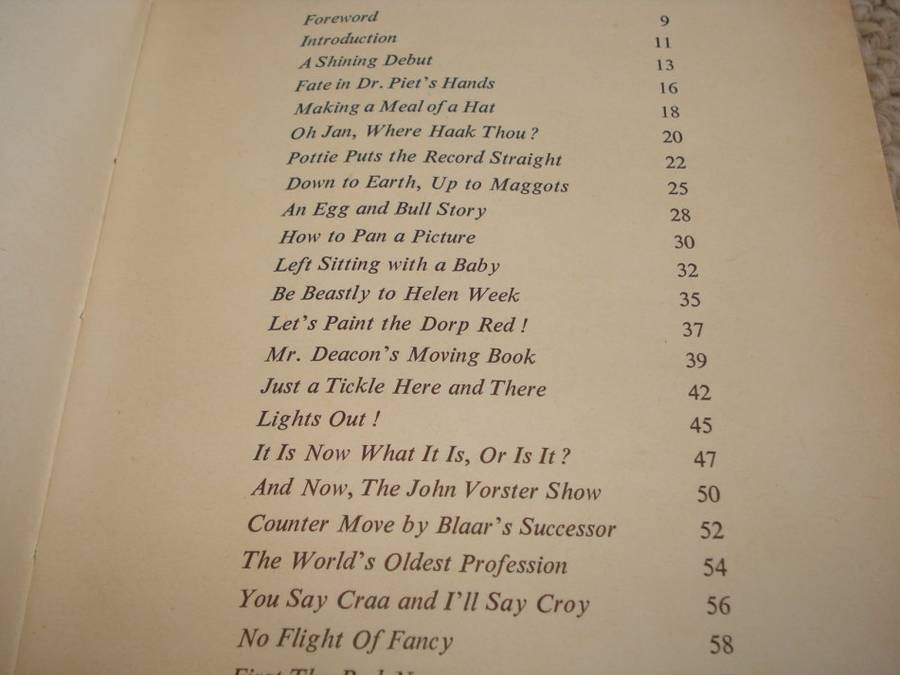 Foreword 9
Introduction 11
A Shining Debut 13
Fate in Dr. Piet's Hands 16
Making a Meal of a Hat 18
Oh Jan, Where Haak Thou? 20
Pottie Puts the Record Straight 22
Down to Earth, Up to Maggots 25
An Egg and Bull Story 28
How to Pan a Picture 30
Left Sitting with a Baby 32
Be Beastly to Helen Week 35
Let's Paint the Dorp Red! 37
Mr. Deacon's Moving Book 39
Just a Tickle Here and There 42
Lights Out! 45
It Is Now What It Is, Or Is It? 47
And Now, The John Vorster Show 50
Counter Move by Blaar's Successor 52
The World's Oldest Profession 54
You Say Craa and I'll Say Croy 56
No Flight Of Fancy 58
First The